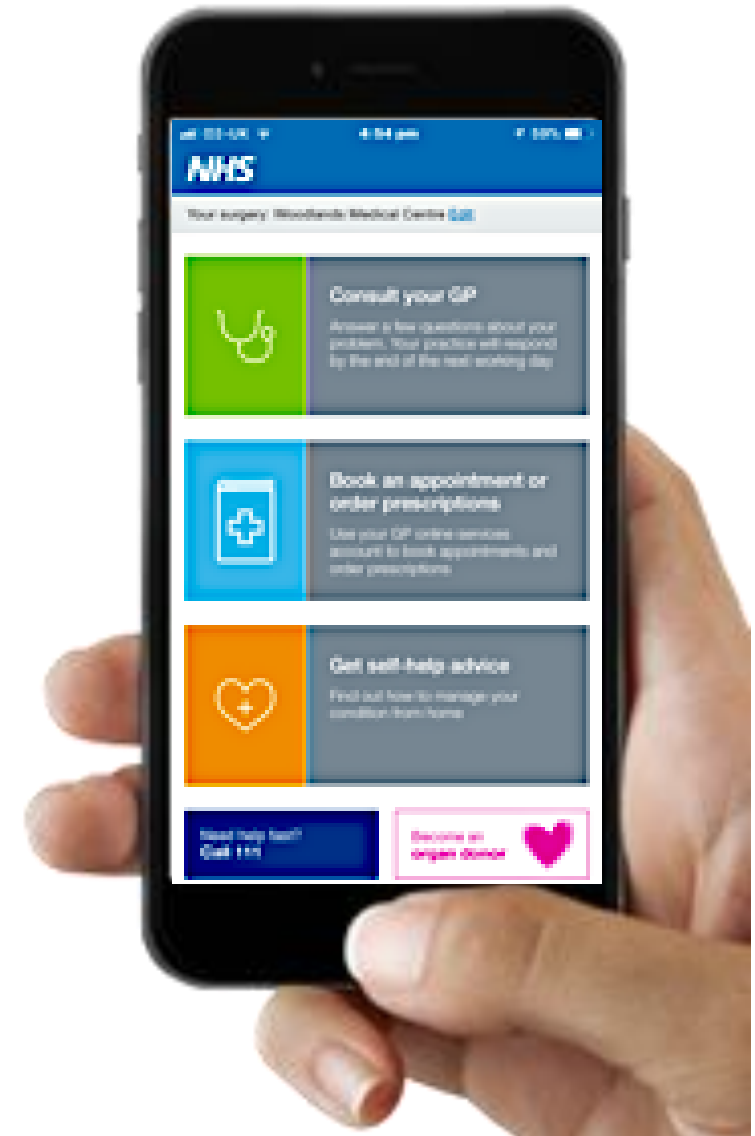 4:54 pm
NHS
Your surgery: Woodlands Medical Centre Edit
Consult your GP
Answer a few questions about your
problem. Your practice will respond
by the end of the next working day
Book an appointment or
order prescriptions
Use your GP online services
account to book appointments and
order prescriptions
Get self-help advice
Find out how to manage your
condition from home
Need help fast?
Call 111
Become an
organ donor